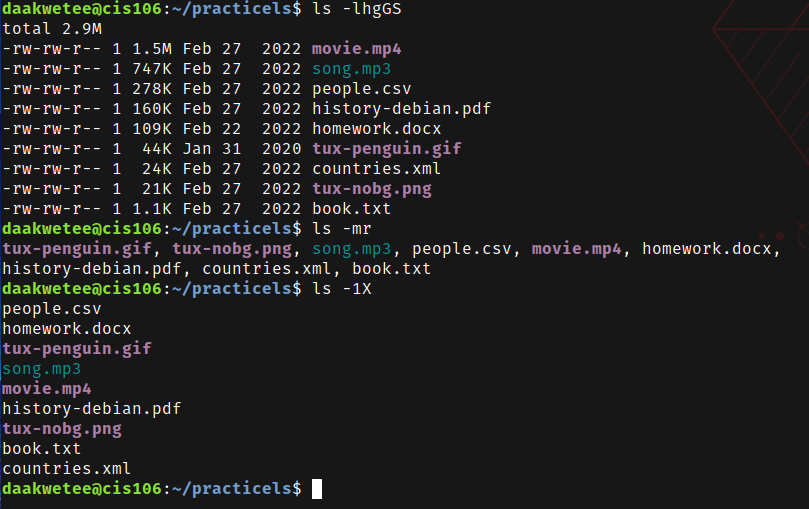 daakwetee@cis106:~/practicels$ ls -lhgGS
total 2.9M
-rw-rw-r-- 1 1.5M Feb 27  2022 movie.mp4
-rw-rw-r-- 1 747K Feb 27  2022 song.mp3
-rw-rw-r-- 1 278K Feb 27  2022 people.csv
-rw-rw-r-- 1 160K Feb 27  2022 history-debian.pdf
-rw-rw-r-- 1 109K Feb 22  2022 homework.docx
-rw-rw-r-- 1  44K Jan 31  2020 tux-penguin.gif
-rw-rw-r-- 1  24K Feb 27  2022 countries.xml
-rw-rw-r-- 1  21K Feb 27  2022 tux-nobg.png
-rw-rw-r-- 1 1.1K Feb 27  2022 book.txt
daakwetee@cis106:~/practicels$ ls -mr
tux-penguin.gif, tux-nobg.png, song.mp3, people.csv, movie.mp4, homework.docx,
history-debian.pdf, countries.xml, book.txt
daakwetee@cis106:~/practicels$ ls -1X
people.csv
homework.docx
tux-penguin.gif
song.mp3
movie.mp4
history-debian.pdf
tux-nobg.png
book.txt
countries.xml
daakwetee@cis106:~/practicels$